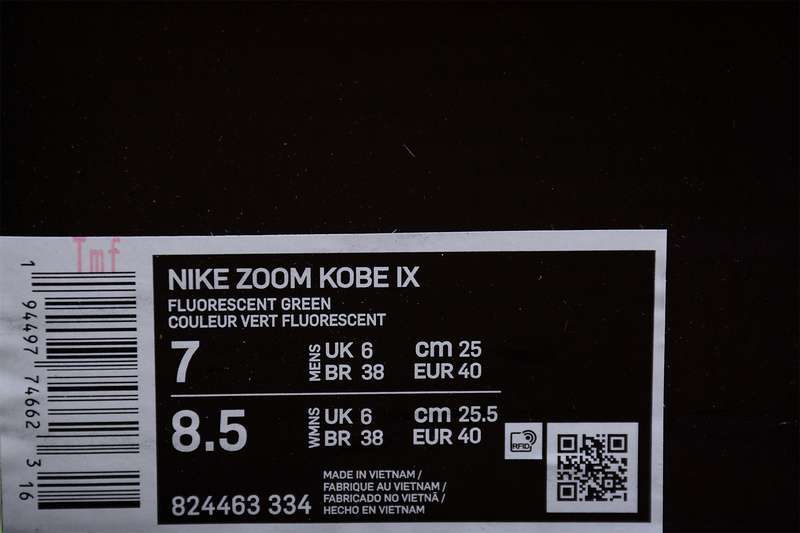 Tmf
1 94497 74662 3 16
NIKE ZOOM KOBE IX
FLUORESCENT GREEN
COULEUR VERT FLUORESCENT
7
MENS
UK 6
cm 25
BR 38
EUR 40
8.5
WMNS
UK 6
cm 25.5
BR 38
EUR 40
RFID
824463 334
MADE IN VIETNAM /
FABRIQUE AU VIETNAM /
FABRICADO NO VIETNÃ /
HECHO EN VIETNAM